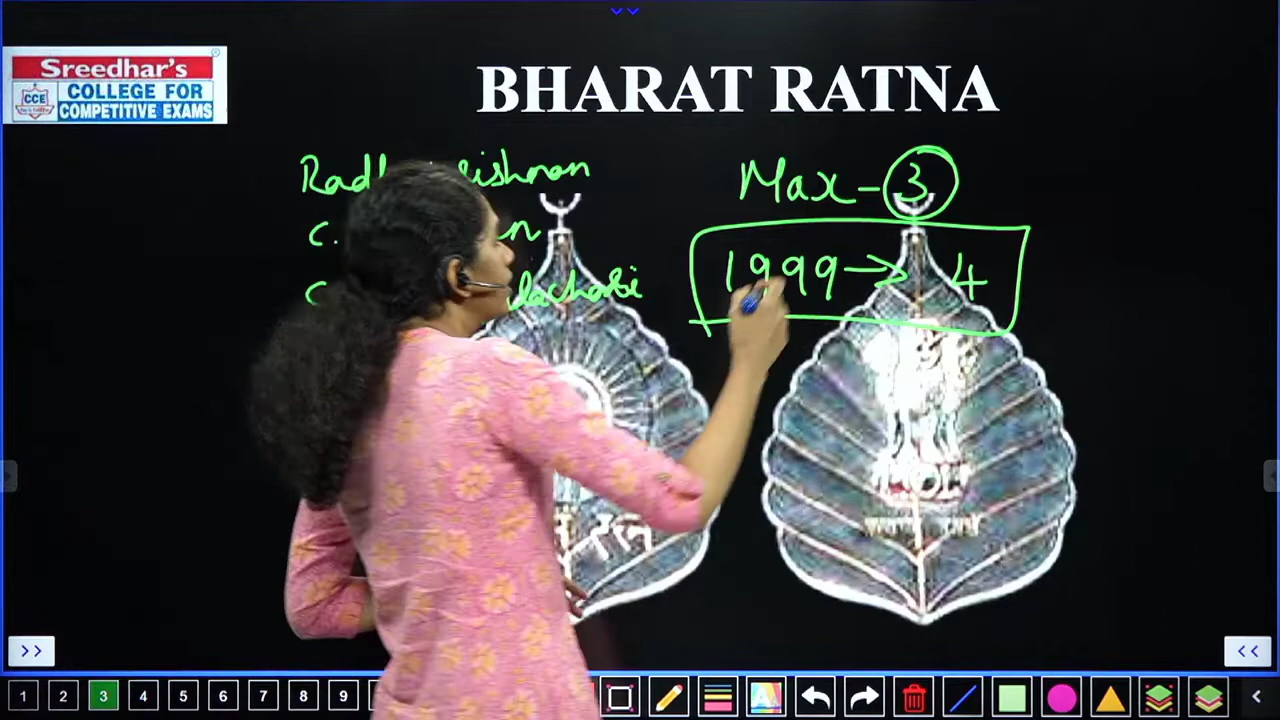 Sreedhar's
CCE
COLLEGE FOR
COMPETITIVE EXAMS
BHARAT RATNA
Max - 3
C.
1999 → 4
C
>>
<<
1 2 3 4 5 6 7 8 9